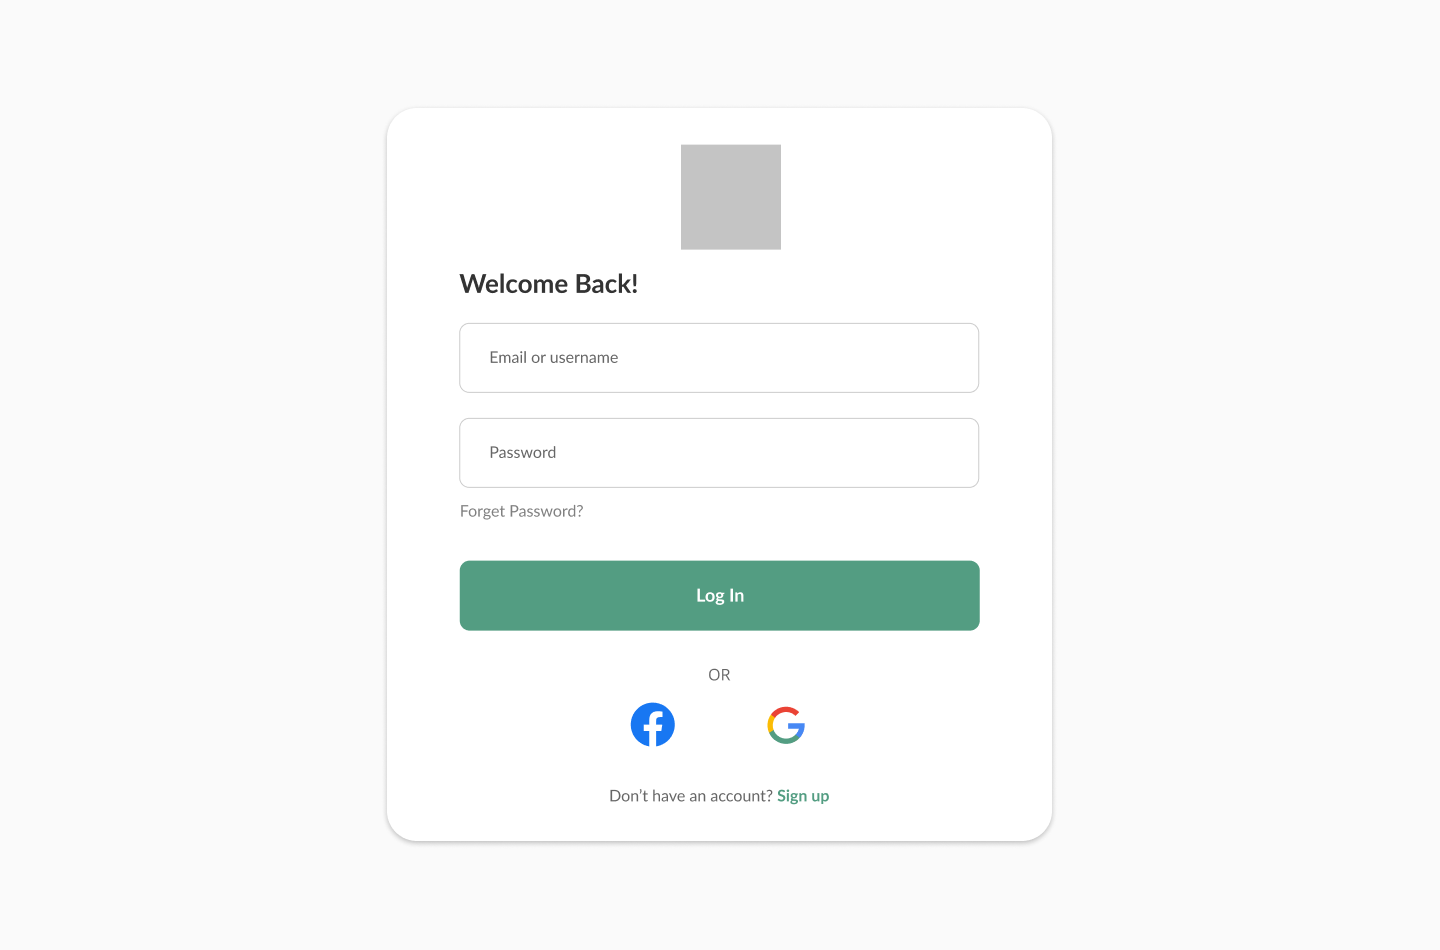 Welcome Back!
Email or username
Password
Forget Password?
Log In
OR
Don’t have an account? Sign up